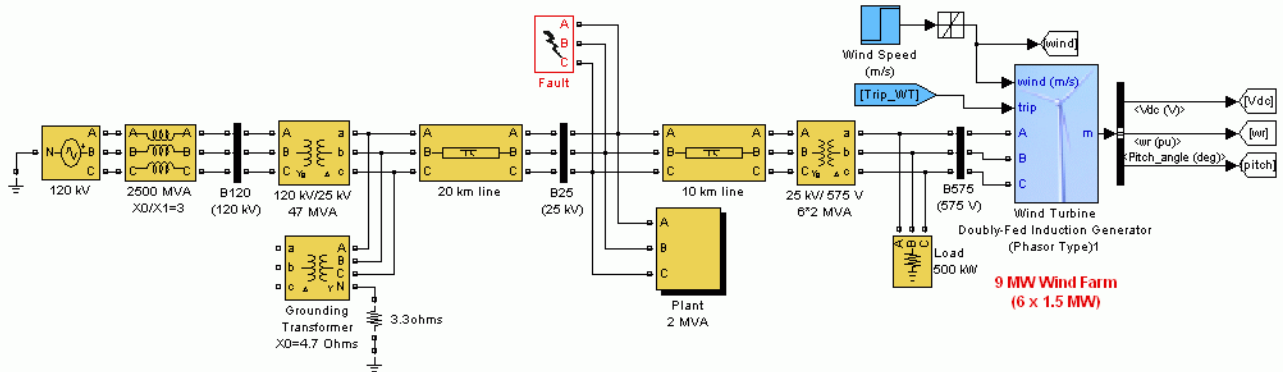 A
B
C
Fault
Wind Speed
(m/s)
[wind]
[Trip_WT]
wind (m/s)
trip
A
B
C
m
<Vdc (V)>
<wr (pu)>
<Pitch_angle (deg)>
[Vdc]
[wr]
[pitch]
N
A
B
C
120 kV
A A
B B
C C
2500 MVA
X0/X1=3
B120
(120 kV)
A a
B b
C c
Yg
120 kV/25 kV
47 MVA
A A
B B
C C
20 km line
B25
(25 kV)
A A
B B
C C
10 km line
A a
B b
C c
Yg
25 kV/ 575 V
6*2 MVA
B575
(575 V)
Wind Turbine
Doubly-Fed Induction Generator
(Phasor Type)1
a A
b B
c C
Y N
Grounding
Transformer
X0=4.7 Ohms
3.3ohms
A
B
C
Plant
2 MVA
A B C
Load
500 kW
9 MW Wind Farm
(6 x 1.5 MW)